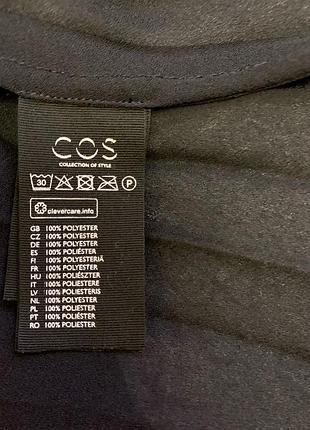 COS
COLLECTION OF STYLE
30 P
clevercare.info
GB 100% POLYESTER
CZ 100% POLYESTER
DE 100% POLYESTER
ES 100% POLIÉSTER
FI 100% POLYESTERIÄ
FR 100% POLYESTER
HU 100% POLIÉSZTER
IT 100% POLIESTERE
LV 100% POLIESTERIS
NL 100% POLYESTER
PL 100% POLIESTER
PT 100% POLIÉSTER
RO 100% POLIESTER